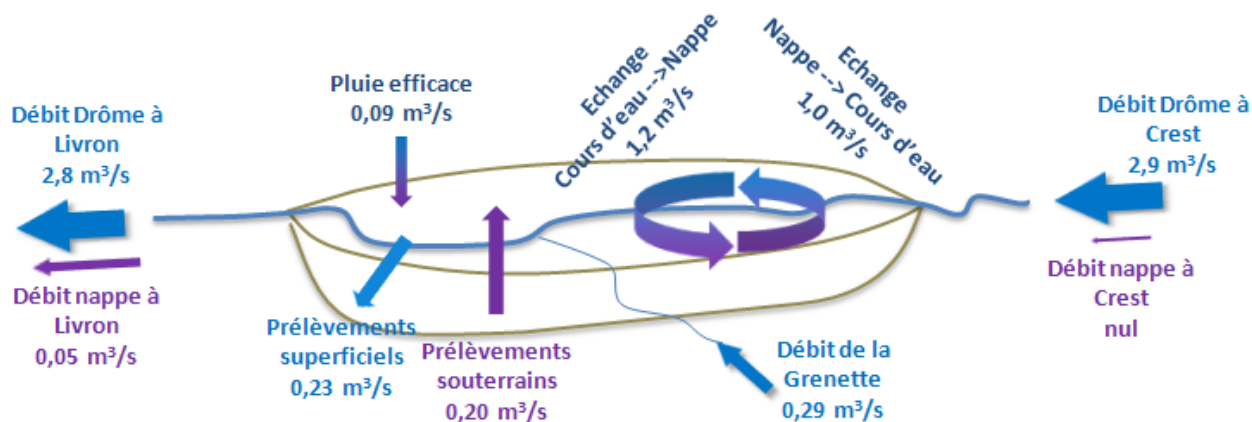 Débit Drôme à
Livron
2,8 m³/s
Débit nappe à
Livron
0,05 m³/s
Pluie efficace
0,09 m³/s
Prélèvements
superficiels
0,23 m³/s
Prélèvements
souterrains
0,20 m³/s
Echange
Cours d’eau-->Nappe
1,2 m³/s
Echange
Nappe -->Cours d’eau
1,0 m³/s
Débit de la
Grenette
0,29 m³/s
Débit Drôme à
Crest
2,9 m³/s
Débit nappe à
Crest
nul